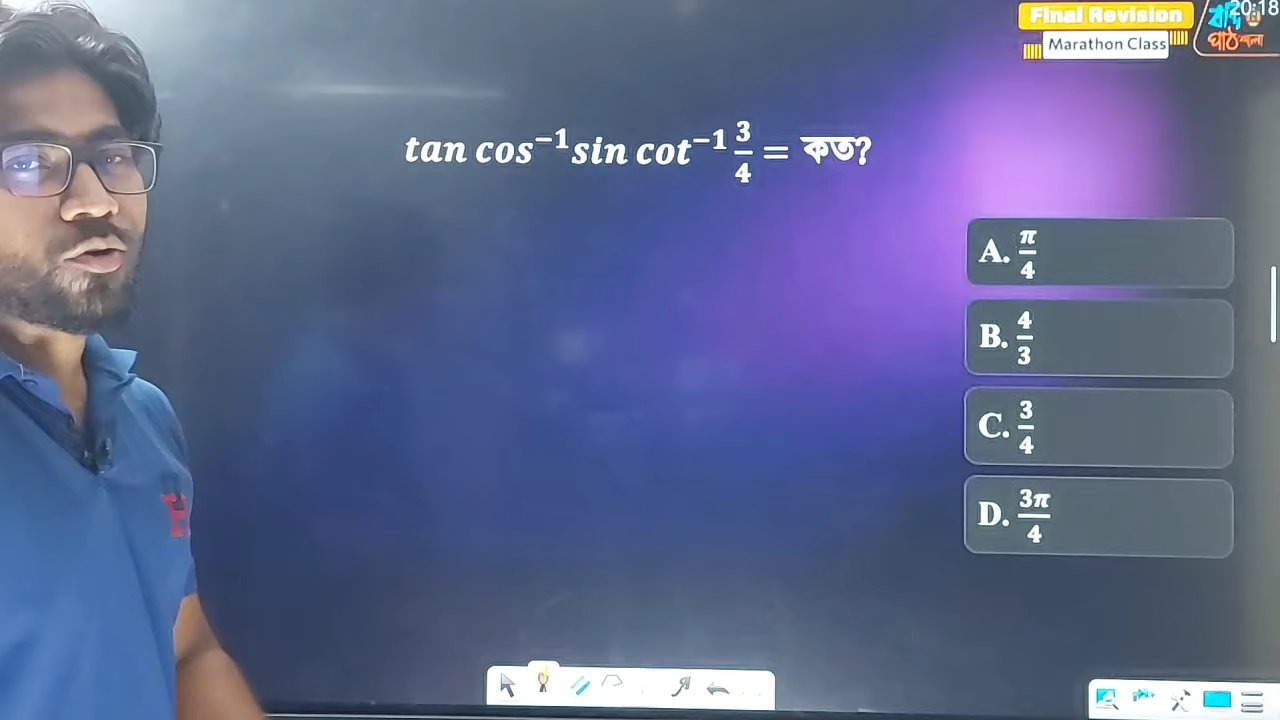 Final Revision
20:18
Marathon Class
পাঠশালা
tan cos⁻¹ sin cot⁻¹ 3/4 = কত?
A. π/4
B. 4/3
C. 3/4
D. 3π/4
H